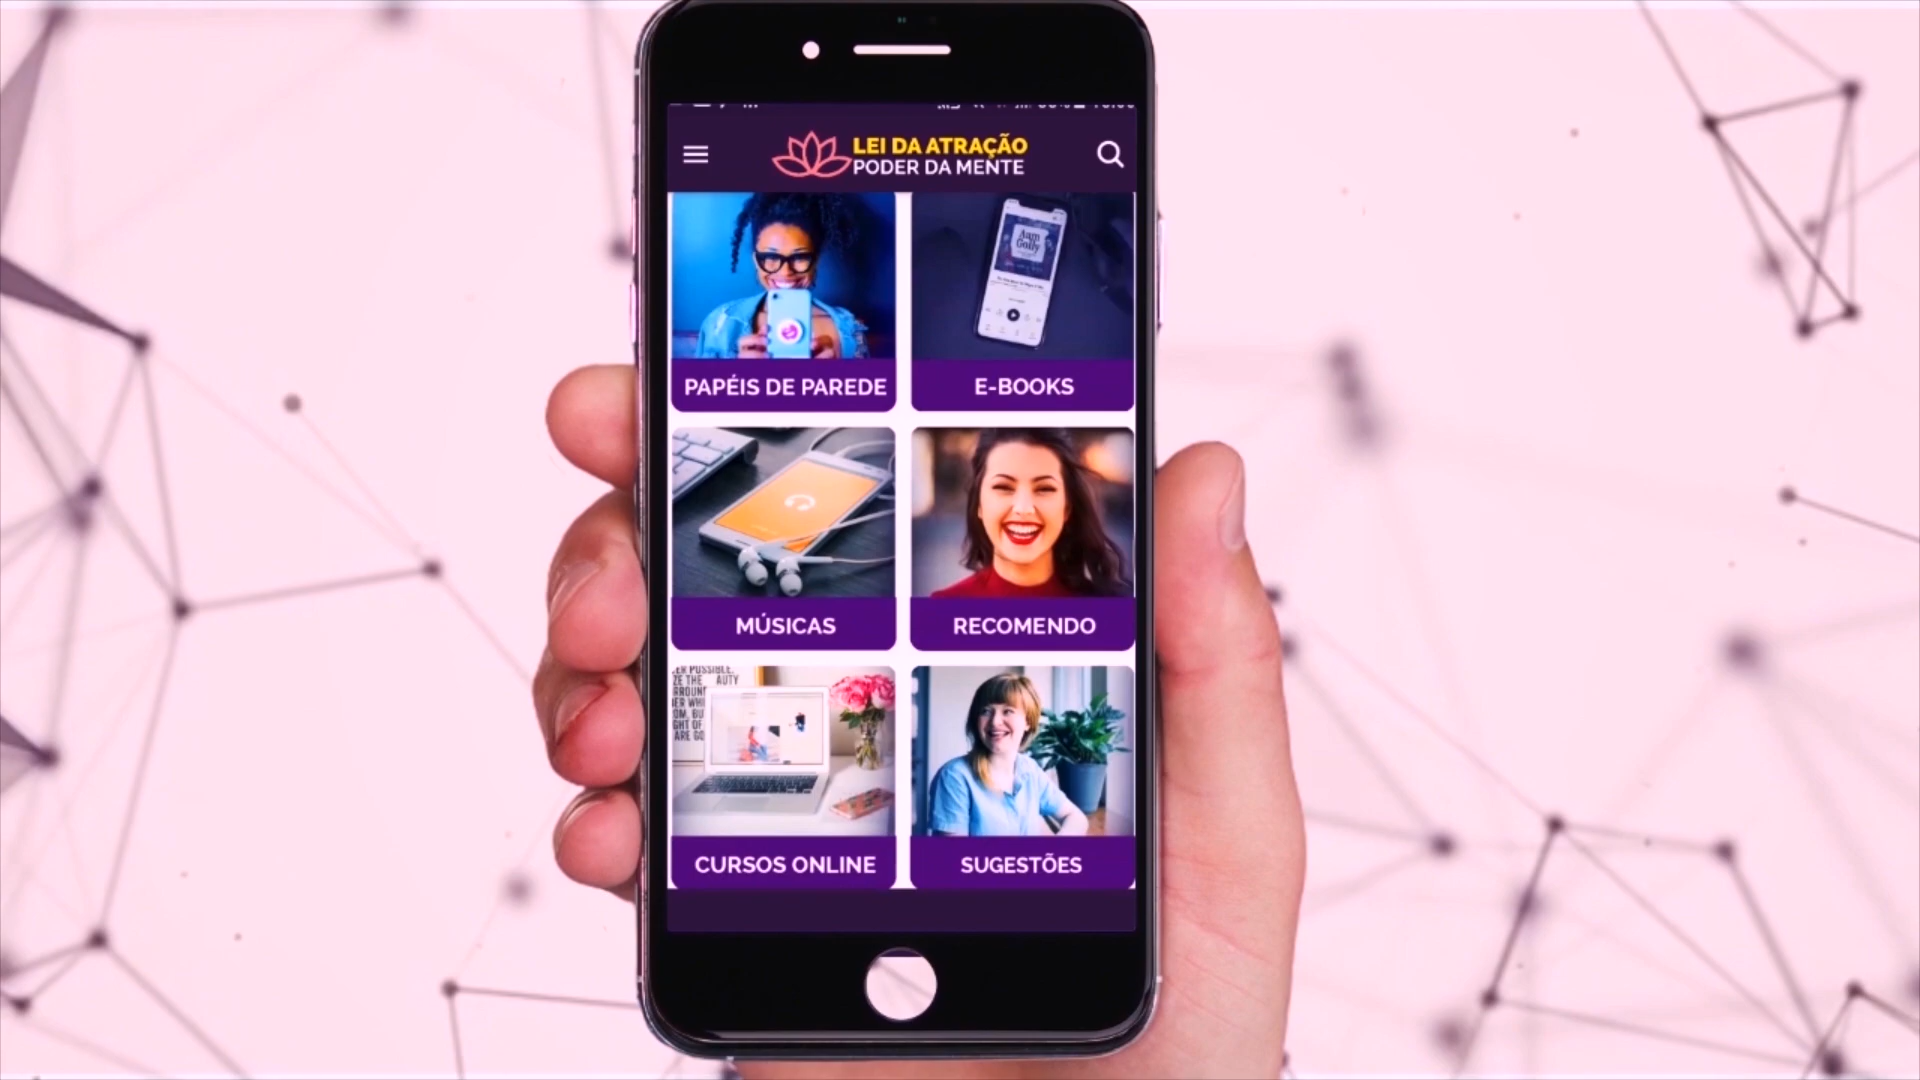 LEI DA ATRAÇÃO
PODER DA MENTE
PAPÉIS DE PAREDE
E-BOOKS
MÚSICAS
RECOMENDO
CURSOS ONLINE
SUGESTÕES